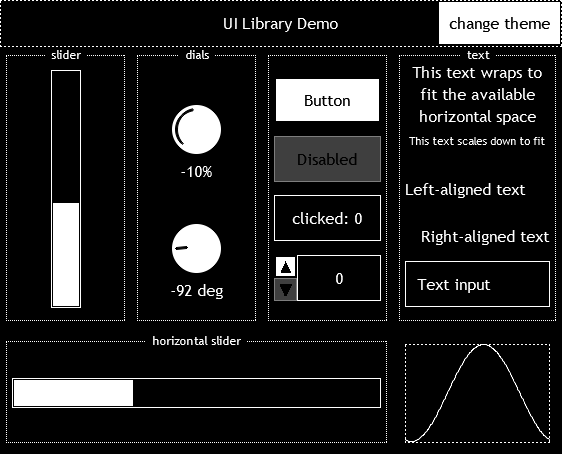 UI Library Demo
change theme
slider
dials
-10%
-92 deg
Button
Disabled
clicked: 0
0
text
This text wraps to
fit the available
horizontal space
This text scales down to fit
Left-aligned text
Right-aligned text
Text input
horizontal slider